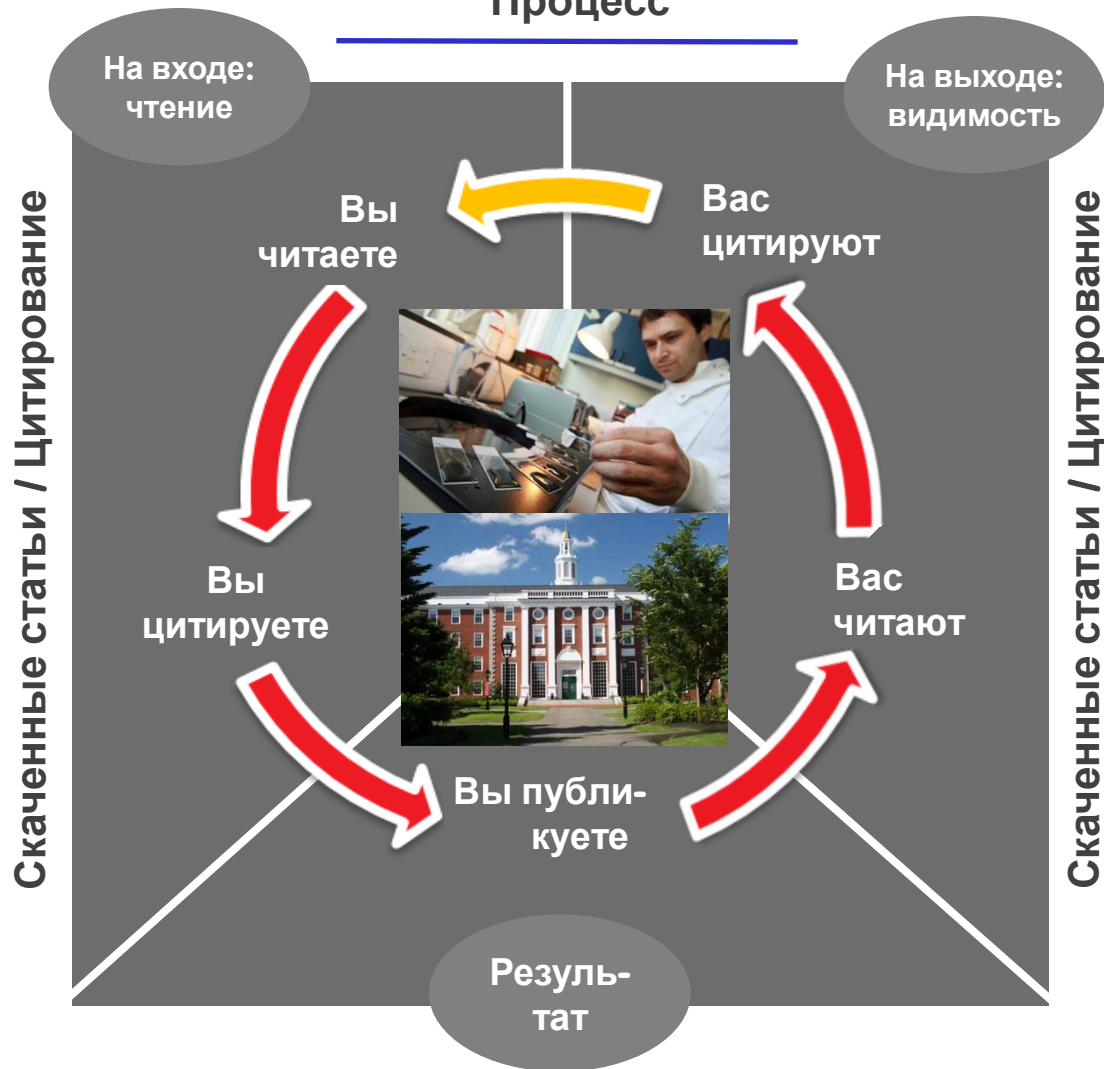 Процесс
На входе:
чтение
На выходе:
видимость
Вы
читаете
Вас
цитируют
Скаченные статьи / Цитирование
Вы
цитируете
Вас
читают
Скаченные статьи / Цитирование
Вы публи-
куете
Резуль-
тат